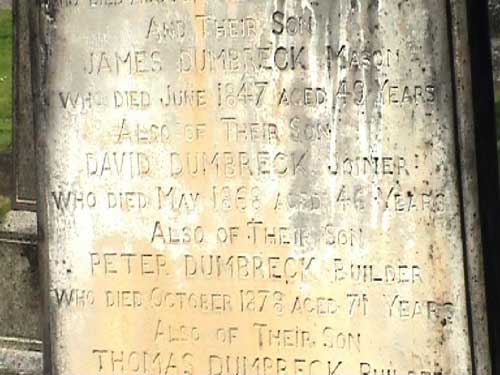 AND THEIR SON
JAMES DUMBRECK MASON
WHO DIED JUNE 1847 AGED 49 YEARS
ALSO OF THEIR SON
DAVID DUMBRECK JOINER
WHO DIED MAY 1868 AGED 46 YEARS
ALSO OF THEIR SON
PETER DUMBRECK BUILDER
WHO DIED OCTOBER 1878 AGED 71 YEARS
ALSO OF THEIR SON
THOMAS DUMBRECK BUILDER